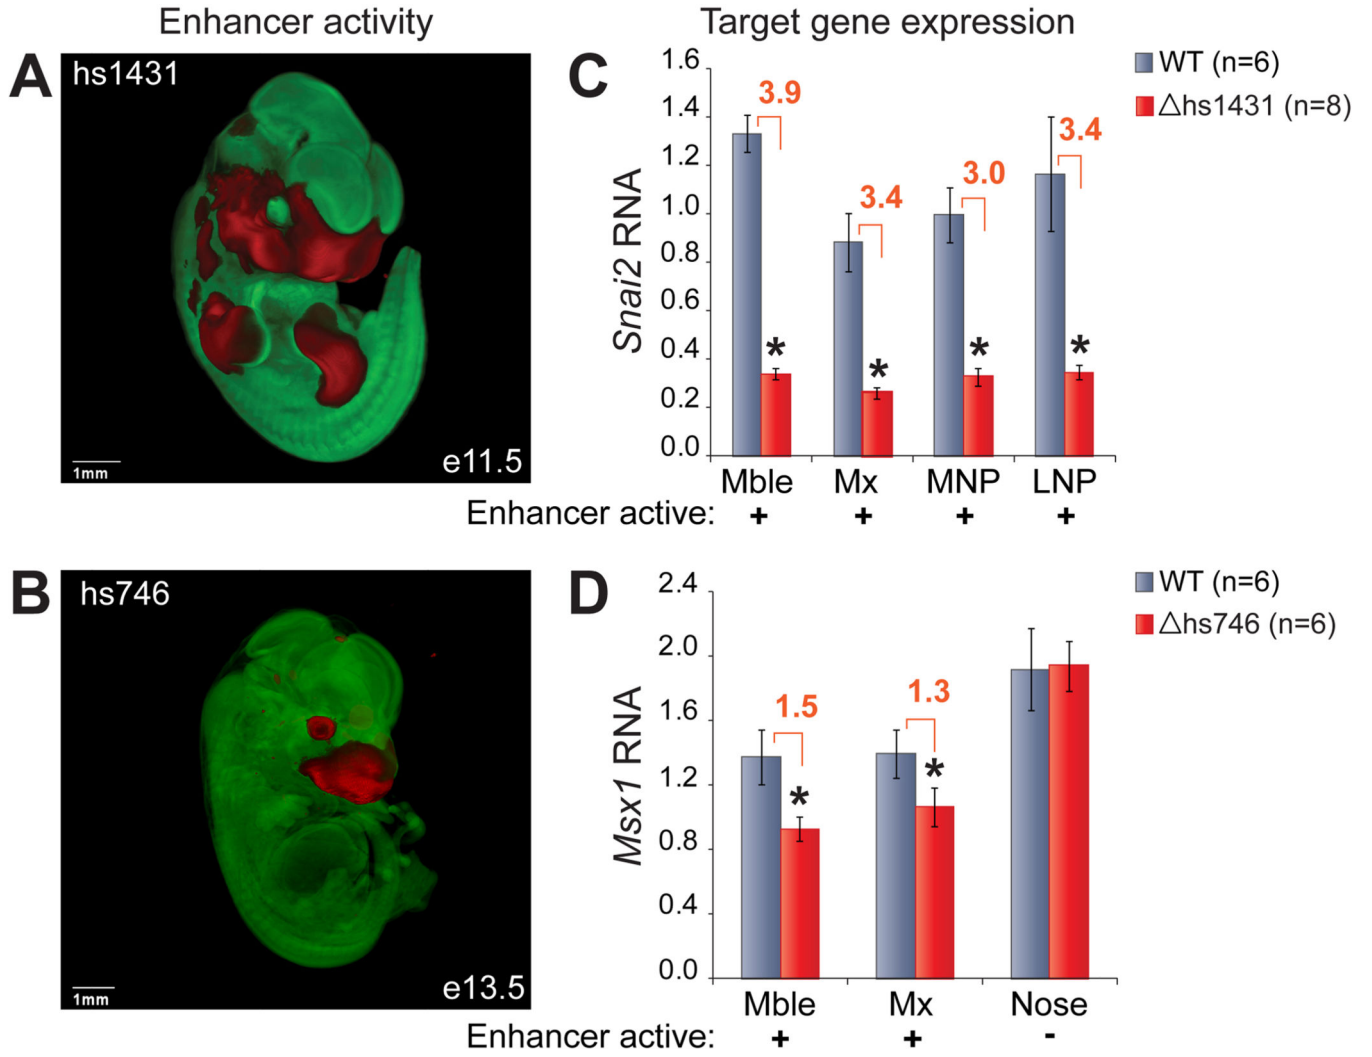 Enhancer activity
Target gene expression
A
hs1431
e11.5
1mm
C
Snai2 RNA
1.6
1.4
1.2
1.0
0.8
0.6
0.4
0.2
0.0
3.9
3.4
3.0
3.4
*
*
*
*
WT (n=6)
△hs1431 (n=8)
Mble Mx MNP LNP
Enhancer active: + + + +
B
hs746
e13.5
1mm
D
Msx1 RNA
2.4
2.0
1.6
1.2
0.8
0.4
0.0
1.5
1.3
*
*
WT (n=6)
△hs746 (n=6)
Mble Mx Nose
Enhancer active: + + -